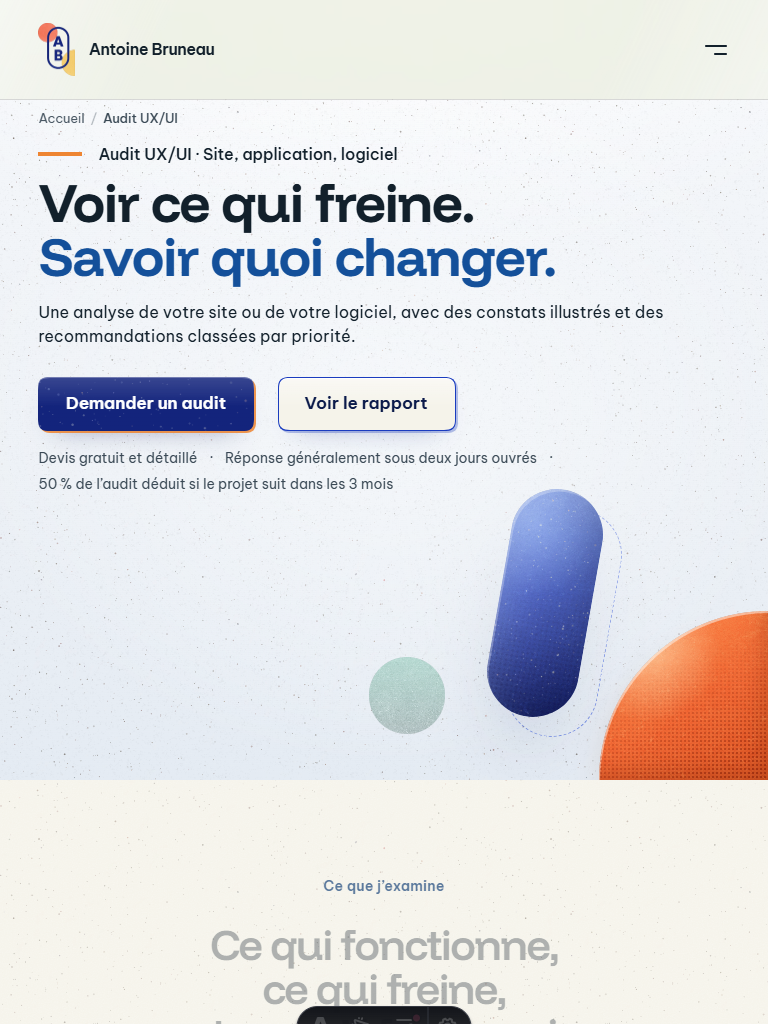 A
B
Antoine Bruneau
Accueil / Audit UX/UI
Audit UX/UI · Site, application, logiciel
Voir ce qui freine.
Savoir quoi changer.
Une analyse de votre site ou de votre logiciel, avec des constats illustrés et des
recommandations classées par priorité.
Demander un audit
Voir le rapport
Devis gratuit et détaillé · Réponse généralement sous deux jours ouvrés ·
50 % de l’audit déduit si le projet suit dans les 3 mois
Ce que j’examine
Ce qui fonctionne,
ce qui freine,